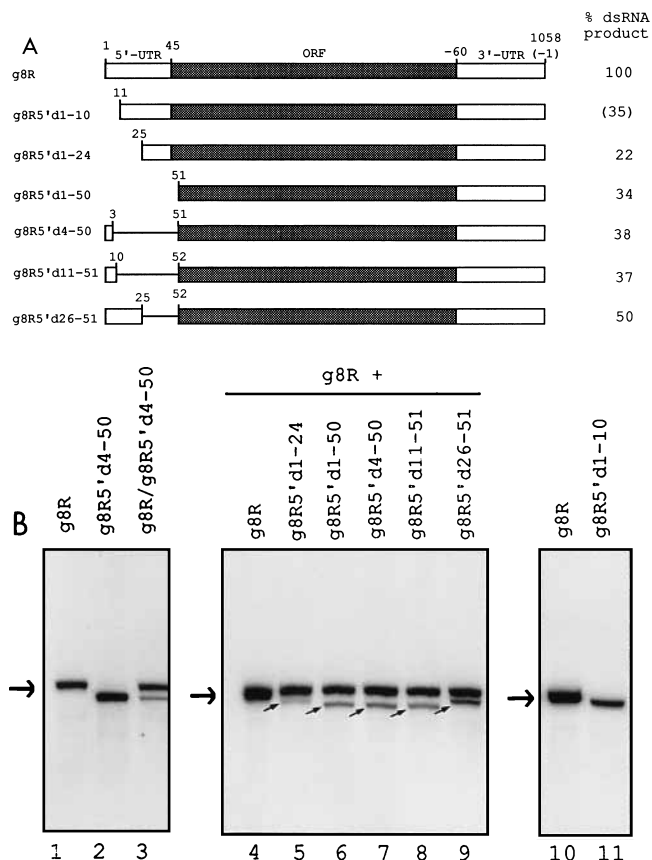 A
% dsRNA
product
1 5'-UTR 45 ORF -60 3'-UTR 1058 (-1)
g8R 100
11
g8R5'd1-10 (35)
25
g8R5'd1-24 22
51
g8R5'd1-50 34
3 51
g8R5'd4-50 38
10 52
g8R5'd11-51 37
25 52
g8R5'd26-51 50
B
g8R
g8R5'd4-50
g8R/g8R5'd4-50
g8R +
g8R
g8R5'd1-24
g8R5'd1-50
g8R5'd4-50
g8R5'd11-51
g8R5'd26-51
g8R
g8R5'd1-10
1 2 3 4 5 6 7 8 9 10 11